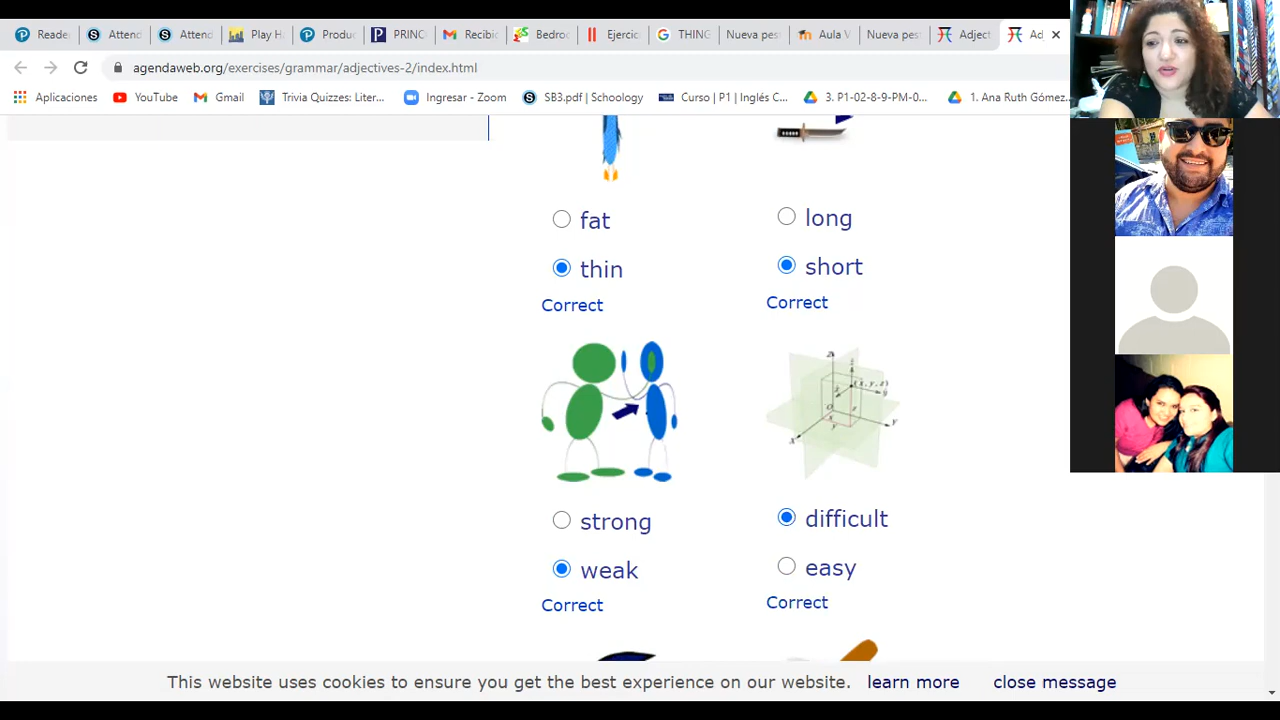 Reade
Attend
Attend
Play H
Produ
PRINC
Recibi
Bedro
Ejerci
THING
Nueva pes
Aula V
Nueva pes
Adject
Ad
agendaweb.org/exercises/grammar/adjectives-2/index.html
Aplicaciones
YouTube
Gmail
Trivia Quizzes: Liter...
Ingresar - Zoom
SB3.pdf | Schoology
Curso | P1 | Inglés C...
3. P1-02-8-9-PM-0...
1. Ana Ruth Gómez
fat
long
thin
short
Correct
Correct
strong
difficult
weak
easy
Correct
Correct
This website uses cookies to ensure you get the best experience on our website. learn more close message